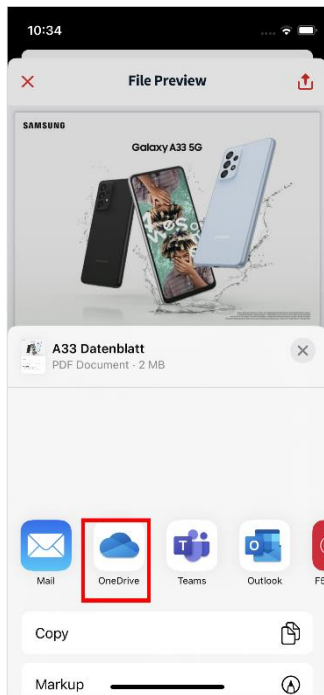 10:34
File Preview
SAMSUNG
Galaxy A33 5G
A33 Datenblatt
PDF Document - 2 MB
Mail
OneDrive
Teams
Outlook
Copy
Markup